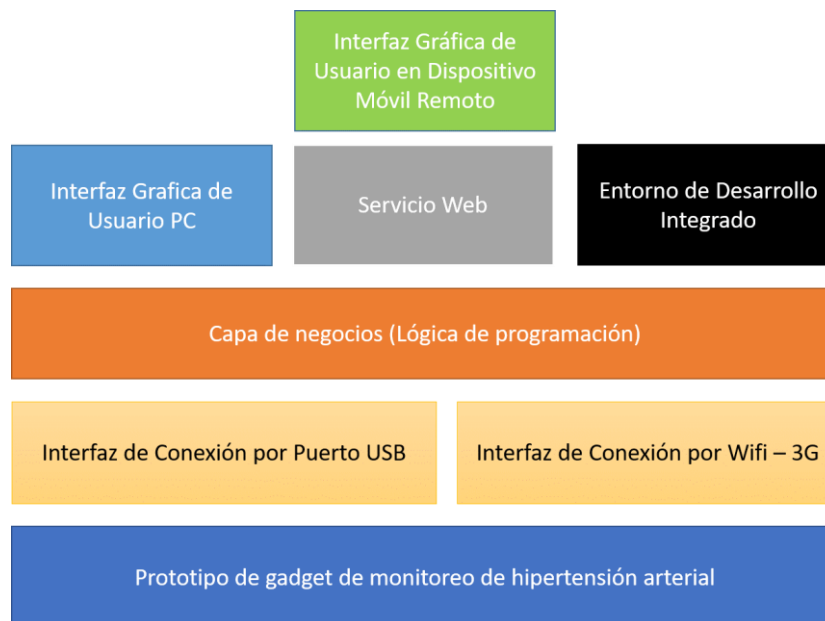 Interfaz Gráfica de
Usuario en Dispositivo
Móvil Remoto
Interfaz Grafica de
Usuario PC
Servicio Web
Entorno de Desarrollo
Integrado
Capa de negocios (Lógica de programación)
Interfaz de Conexión por Puerto USB
Interfaz de Conexión por Wifi – 3G
Prototipo de gadget de monitoreo de hipertensión arterial